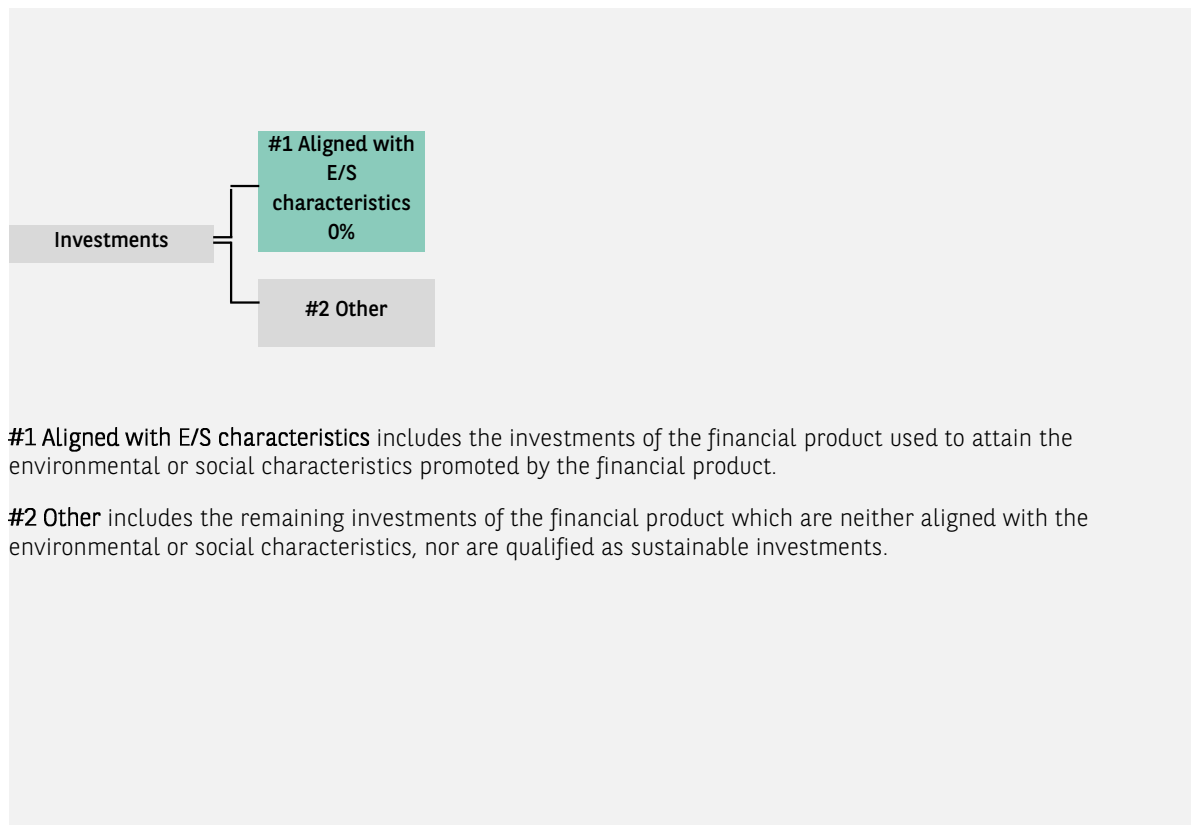 #1 Aligned with
E/S
characteristics
0%
Investments
#2 Other
#1 Aligned with E/S characteristics includes the investments of the financial product used to attain the
environmental or social characteristics promoted by the financial product.
#2 Other includes the remaining investments of the financial product which are neither aligned with the
environmental or social characteristics, nor are qualified as sustainable investments.